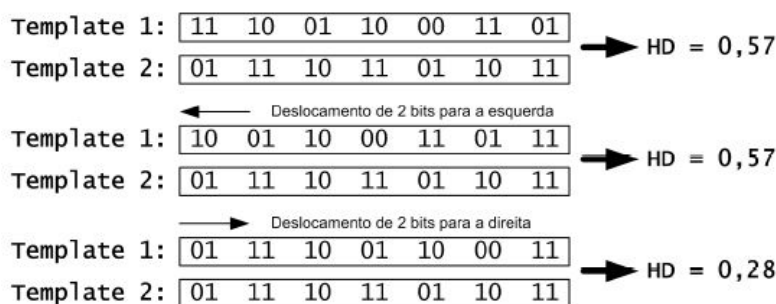 Template 1: 11 10 01 10 00 11 01
Template 2: 01 11 10 11 01 10 11
HD = 0,57
Deslocamento de 2 bits para a esquerda
Template 1: 10 01 10 00 11 01 11
Template 2: 01 11 10 11 01 10 11
HD = 0,57
Deslocamento de 2 bits para a direita
Template 1: 01 11 10 01 10 00 11
Template 2: 01 11 10 11 01 10 11
HD = 0,28